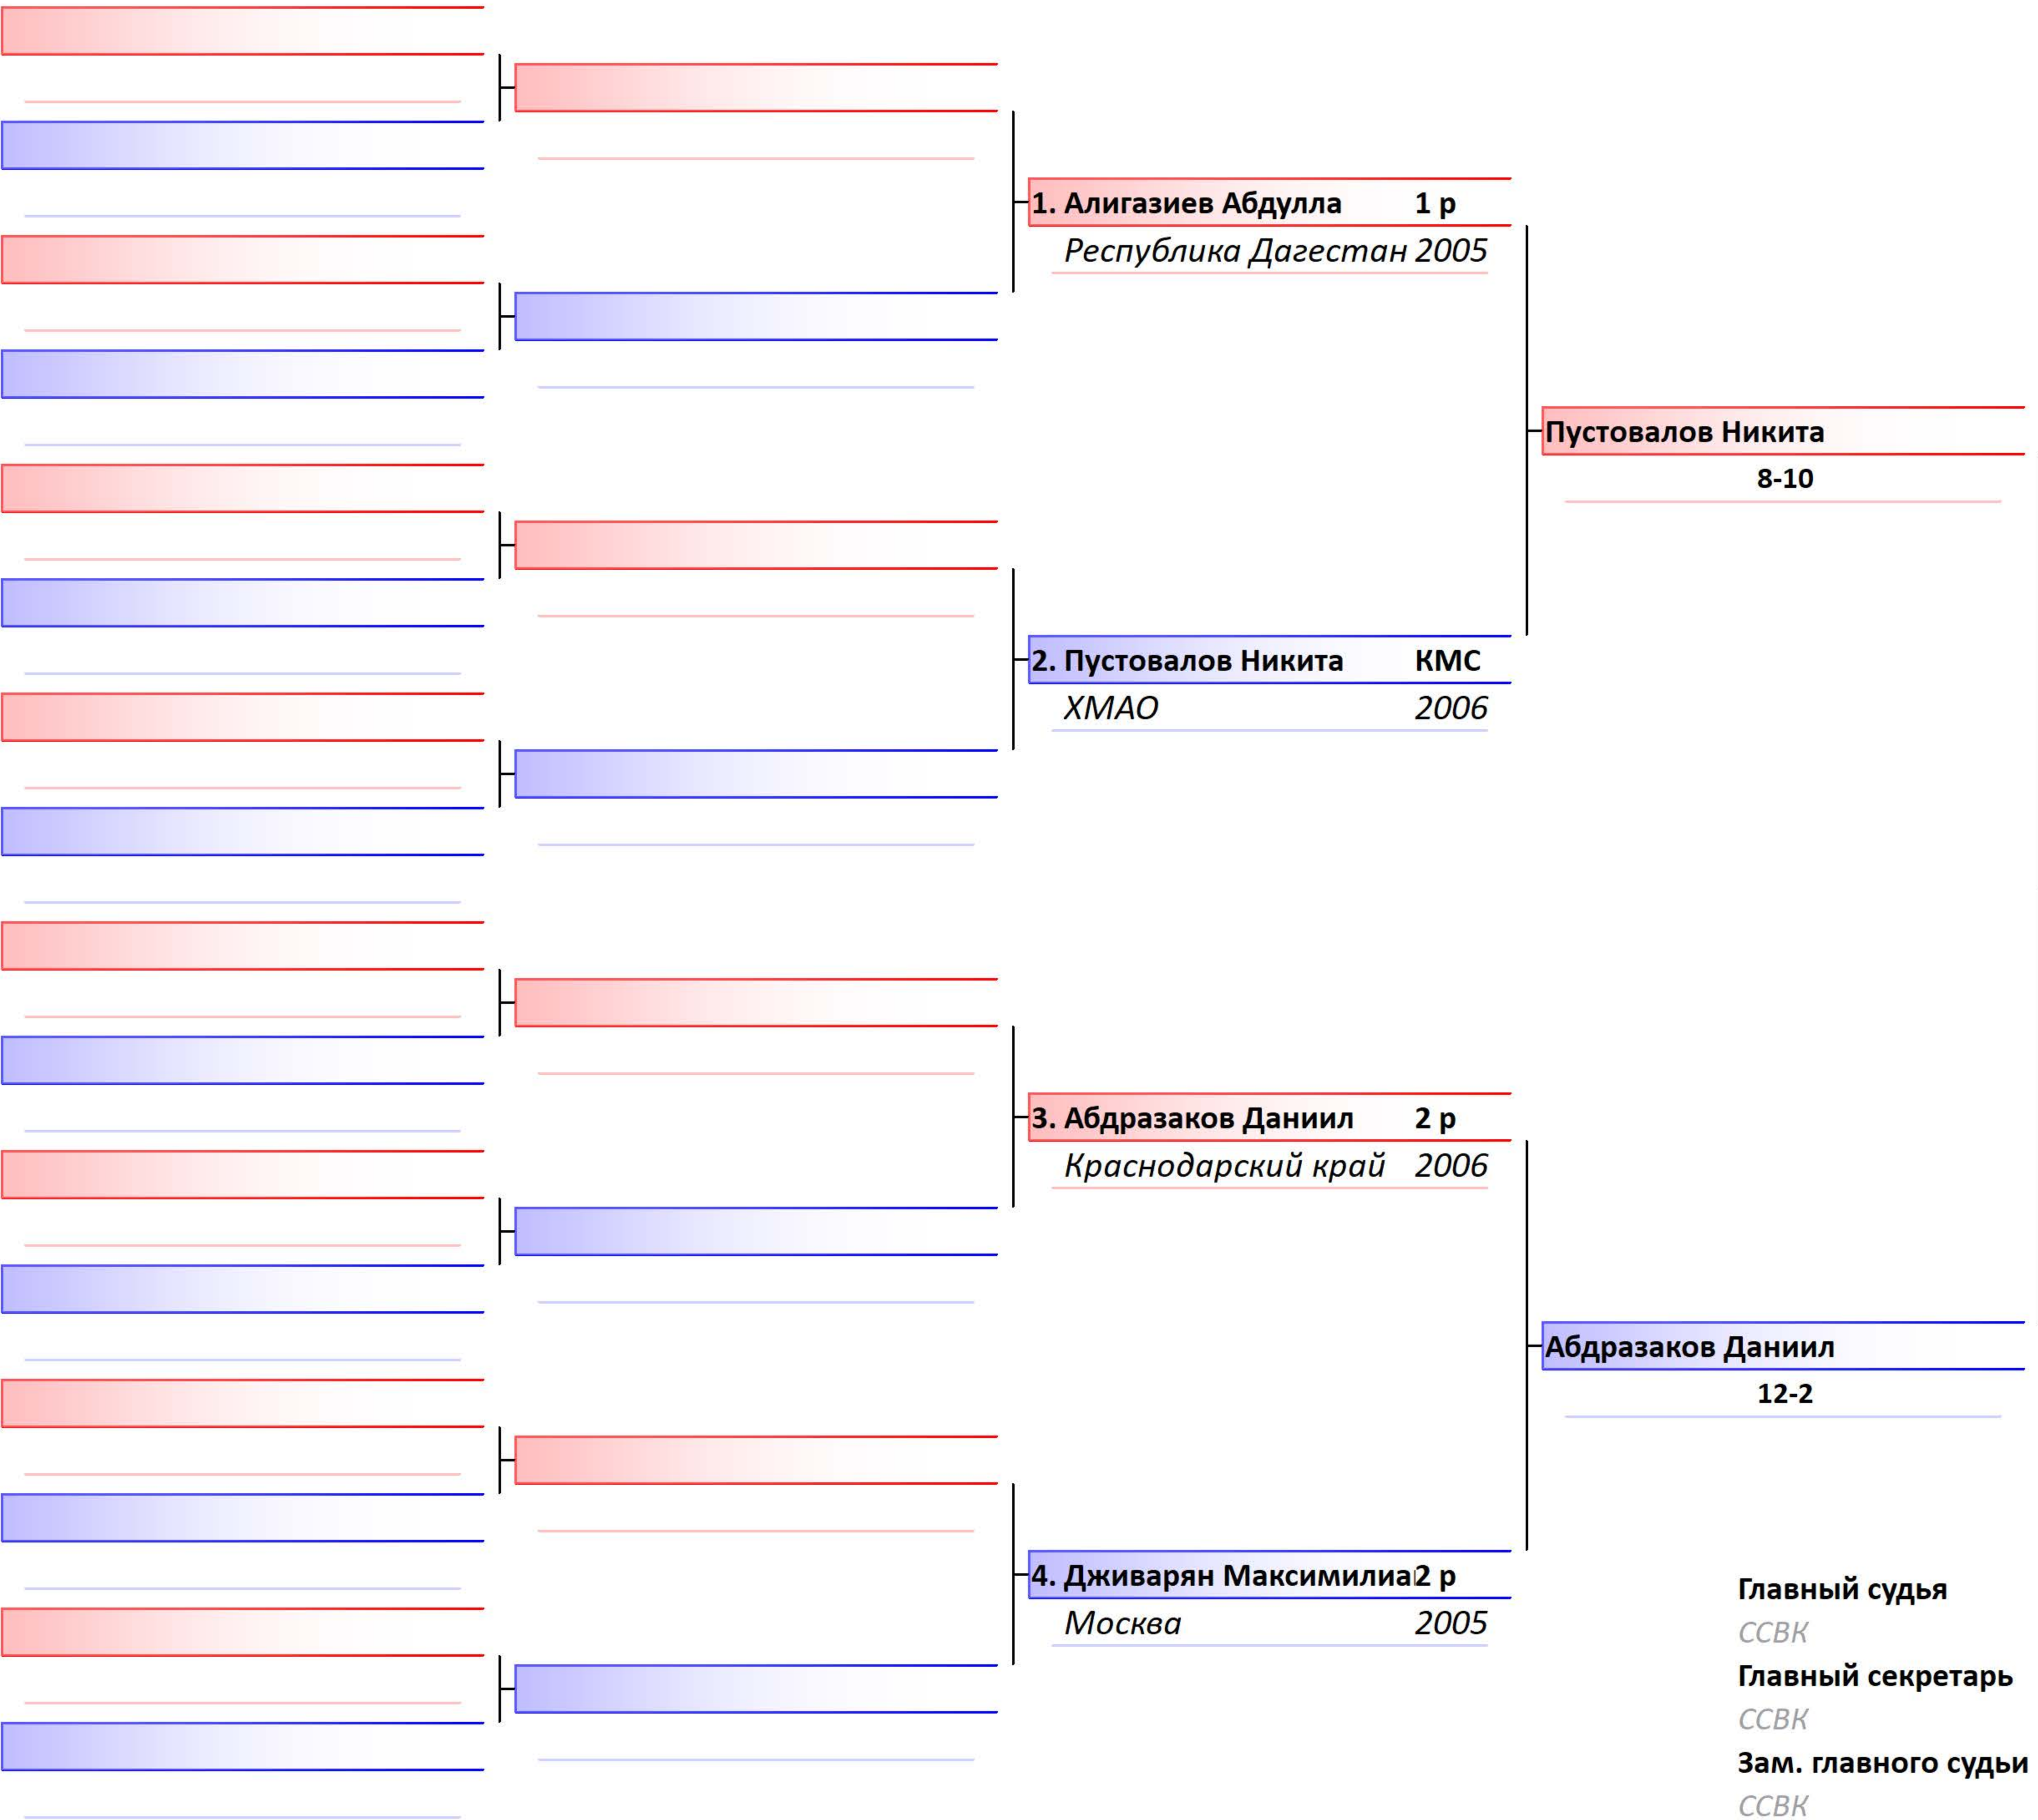 1. Алигазиев Абдулла 1 р
Республика Дагестан 2005
Пустовалов Никита
8-10
2. Пустовалов Никита КМС
ХМАО 2006
3. Абдразаков Даниил 2 р
Краснодарский край 2006
Абдразаков Даниил
12-2
4. Дживарян Максимилиа 2 р
Москва 2005
Главный судья
ССВК
Главный секретарь
ССВК
Зам. главного судьи
ССВК